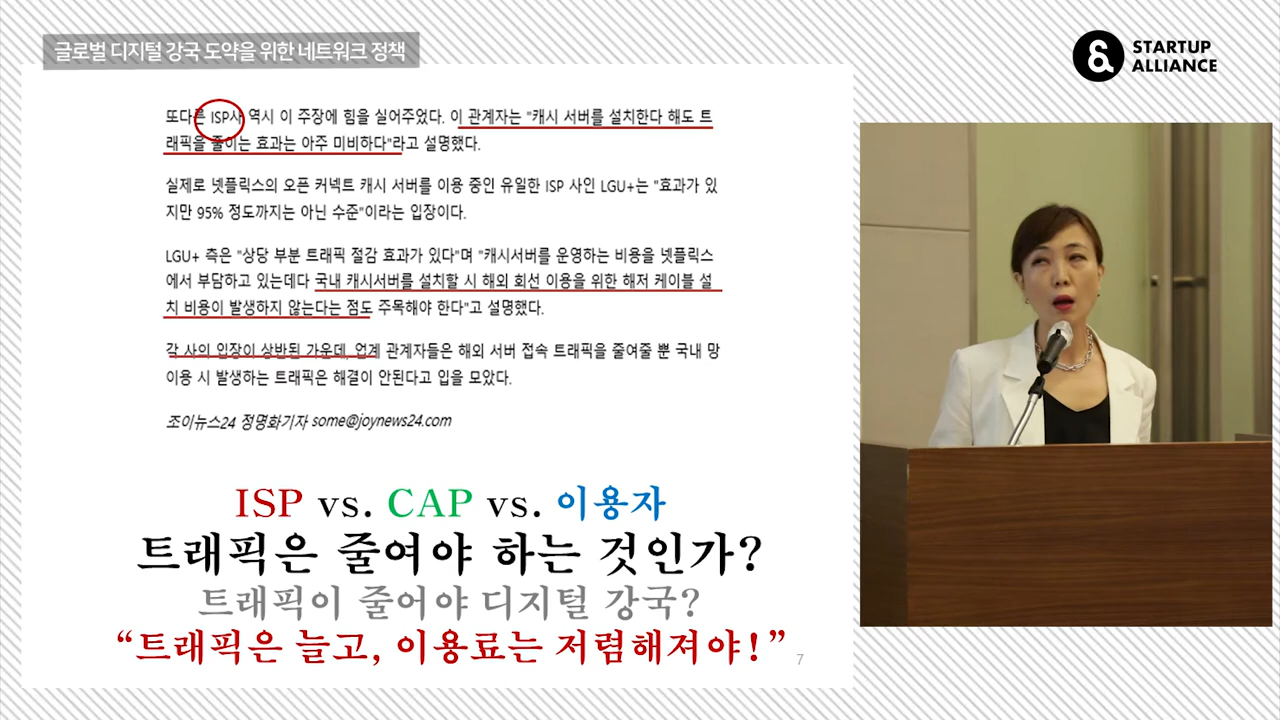 글로벌 디지털 강국 도약을 위한 네트워크 정책
STARTUP
ALLIANCE
또다른 ISP사 역시 이 주장에 힘을 실어주었다. 이 관계자는 "캐시 서버를 설치한다 해도 트
래픽을 줄이는 효과는 아주 미비하다"라고 설명했다.
실제로 넷플릭스의 오픈 커넥트 캐시 서버를 이용 중인 유일한 ISP 사인 LGU+는 "효과가 있
지만 95% 정도까지는 아닌 수준"이라는 입장이다.
LGU+ 측은 "상당 부분 트래픽 절감 효과가 있다"며 "캐시서버를 운영하는 비용을 넷플릭스
에서 부담하고 있는데다 국내 캐시서버를 설치할 시 해외 회선 이용을 위한 해저 케이블 설
치 비용이 발생하지 않는다는 점도 주목해야 한다"고 설명했다.
각 사의 입장이 상반된 가운데, 업계 관계자들은 해외 서버 접속 트래픽을 줄여줄 뿐 국내 망
이용 시 발생하는 트래픽은 해결이 안된다고 입을 모았다.
조이뉴스24 정명화기자 some@joynews24.com
ISP vs. CAP vs. 이용자
트래픽은 줄여야 하는 것인가?
트래픽이 줄어야 디지털 강국?
“트래픽은 늘고, 이용료는 저렴해져야!”
7